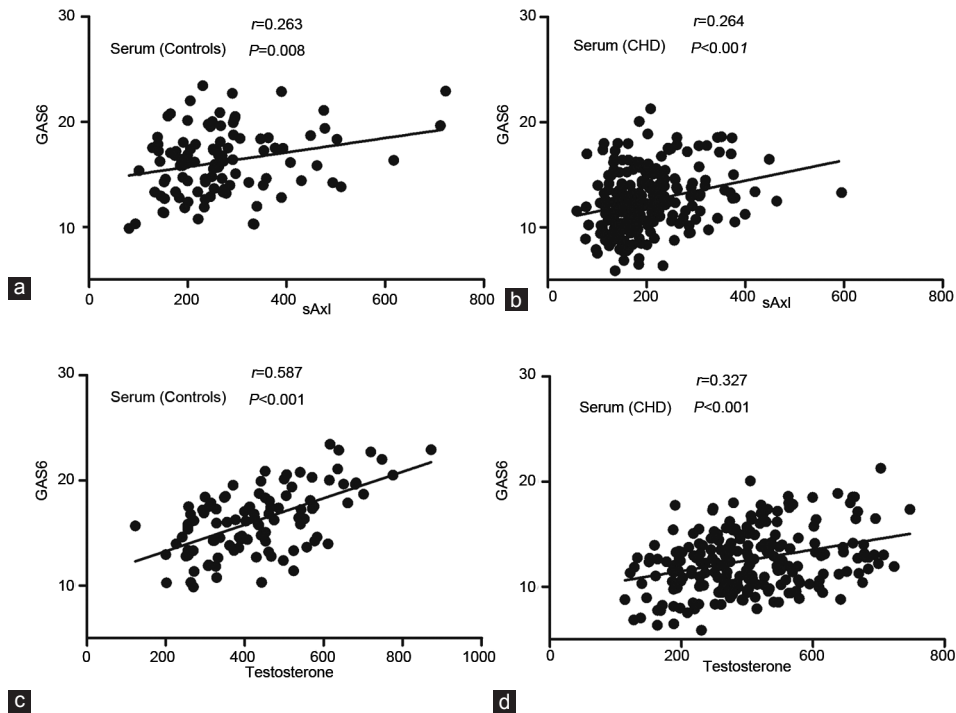 30
r=0.263
Serum (Controls)
P=0.008
GAS6
20
10
a
0
200
400
600
800
sAxl
30
r=0.264
Serum (CHD)
P<0.001
GAS6
20
10
b
0
200
400
600
800
sAxl
30
r=0.587
Serum (Controls)
P<0.001
GAS6
20
10
0
200
400
600
800
1000
Testosterone
c
30
r=0.327
Serum (CHD)
P<0.001
GAS6
20
10
0
200
400
600
800
Testosterone
d